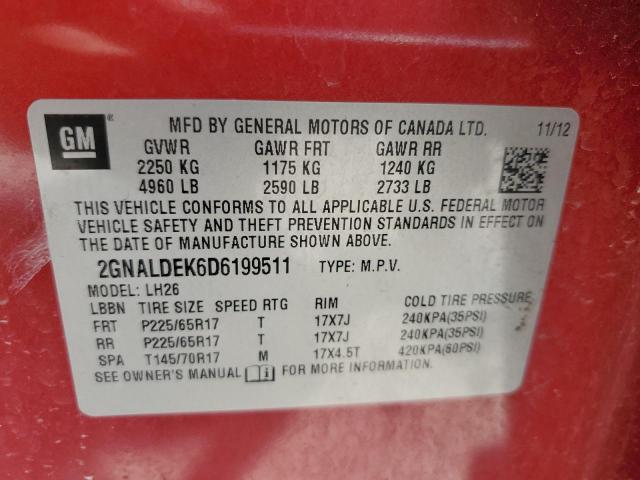 GM ®
MFD BY GENERAL MOTORS OF CANADA LTD. 11/12
GVWR GAWR FRT GAWR RR
2250 KG 1175 KG 1240 KG
4960 LB 2590 LB 2733 LB
THIS VEHICLE CONFORMS TO ALL APPLICABLE U.S. FEDERAL MOTOR
VEHICLE SAFETY AND THEFT PREVENTION STANDARDS IN EFFECT ON
THE DATE OF MANUFACTURE SHOWN ABOVE.
2GNALDEK6D6199511 TYPE: M.P.V.
MODEL: LH26
LBBN TIRE SIZE SPEED RTG RIM COLD TIRE PRESSURE
FRT P225/65R17 T 17X7J 240KPA(35PSI)
RR P225/65R17 T 17X7J 240KPA(35PSI)
SPA T145/70R17 M 17X4.5T 420KPA(60PSI)
SEE OWNER'S MANUAL FOR MORE INFORMATION.